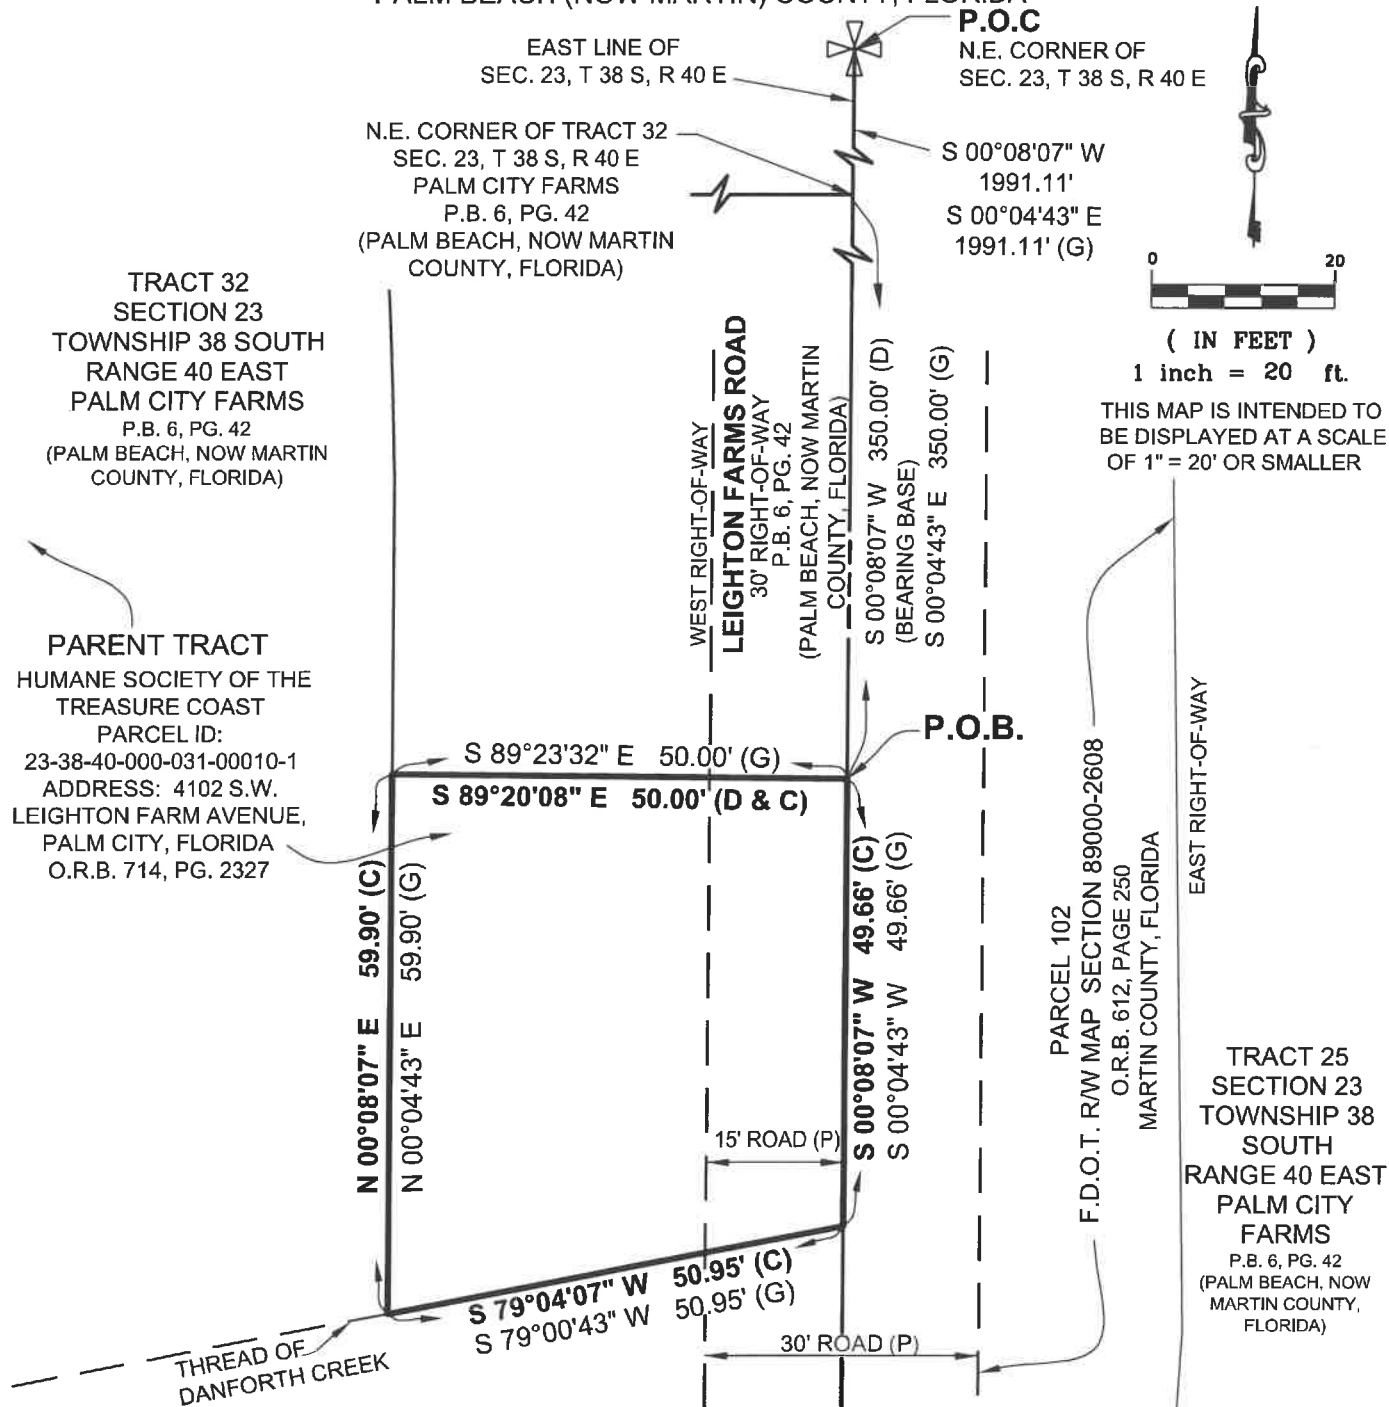 PALM BEACH (NOW MARTIN) COUNTY, FLORIDA
P.O.C
N.E. CORNER OF
SEC. 23, T 38 S, R 40 E
EAST LINE OF
SEC. 23, T 38 S, R 40 E
N.E. CORNER OF TRACT 32
SEC. 23, T 38 S, R 40 E
PALM CITY FARMS
P.B. 6, PG. 42
(PALM BEACH, NOW MARTIN
COUNTY, FLORIDA)
S 00°08'07" W
1991.11'
S 00°04'43" E
1991.11' (G)
0 20
( IN FEET )
1 inch = 20 ft.
THIS MAP IS INTENDED TO
BE DISPLAYED AT A SCALE
OF 1" = 20' OR SMALLER
TRACT 32
SECTION 23
TOWNSHIP 38 SOUTH
RANGE 40 EAST
PALM CITY FARMS
P.B. 6, PG. 42
(PALM BEACH, NOW MARTIN
COUNTY, FLORIDA)
WEST RIGHT-OF-WAY
LEIGHTON FARMS ROAD
30' RIGHT-OF-WAY
P.B. 6, PG. 42
(PALM BEACH, NOW MARTIN
COUNTY, FLORIDA)
S 00°08'07" W 350.00' (D)
(BEARING BASE)
S 00°04'43" E 350.00' (G)
PARENT TRACT
HUMANE SOCIETY OF THE
TREASURE COAST
PARCEL ID:
23-38-40-000-031-00010-1
ADDRESS: 4102 S.W.
LEIGHTON FARM AVENUE,
PALM CITY, FLORIDA
O.R.B. 714, PG. 2327
P.O.B.
S 89°23'32" E 50.00' (G)
S 89°20'08" E 50.00' (D & C)
N 00°08'07" E 59.90' (C)
N 00°04'43" E 59.90' (G)
S 00°08'07" W 49.66' (C)
S 00°04'43" W 49.66' (G)
15' ROAD (P)
S 79°04'07" W 50.95' (C)
S 79°00'43" W 50.95' (G)
30' ROAD (P)
THREAD OF
DANFORTH CREEK
PARCEL 102
F.D.O.T. R/W MAP SECTION 89000-2608
O.R.B. 612, PAGE 250
MARTIN COUNTY, FLORIDA
EAST RIGHT-OF-WAY
TRACT 25
SECTION 23
TOWNSHIP 38
SOUTH
RANGE 40 EAST
PALM CITY
FARMS
P.B. 6, PG. 42
(PALM BEACH, NOW
MARTIN COUNTY,
FLORIDA)